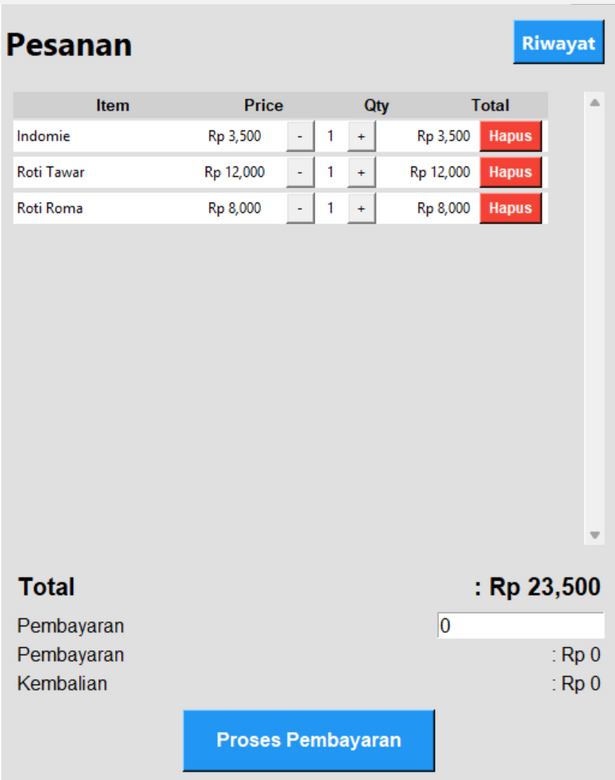 Pesanan Riwayat
Item Price Qty Total
Indomie Rp 3,500 - 1 + Rp 3,500 Hapus
Roti Tawar Rp 12,000 - 1 + Rp 12,000 Hapus
Roti Roma Rp 8,000 - 1 + Rp 8,000 Hapus
Total : Rp 23,500
Pembayaran 0
Pembayaran : Rp 0
Kembalian : Rp 0
Proses Pembayaran